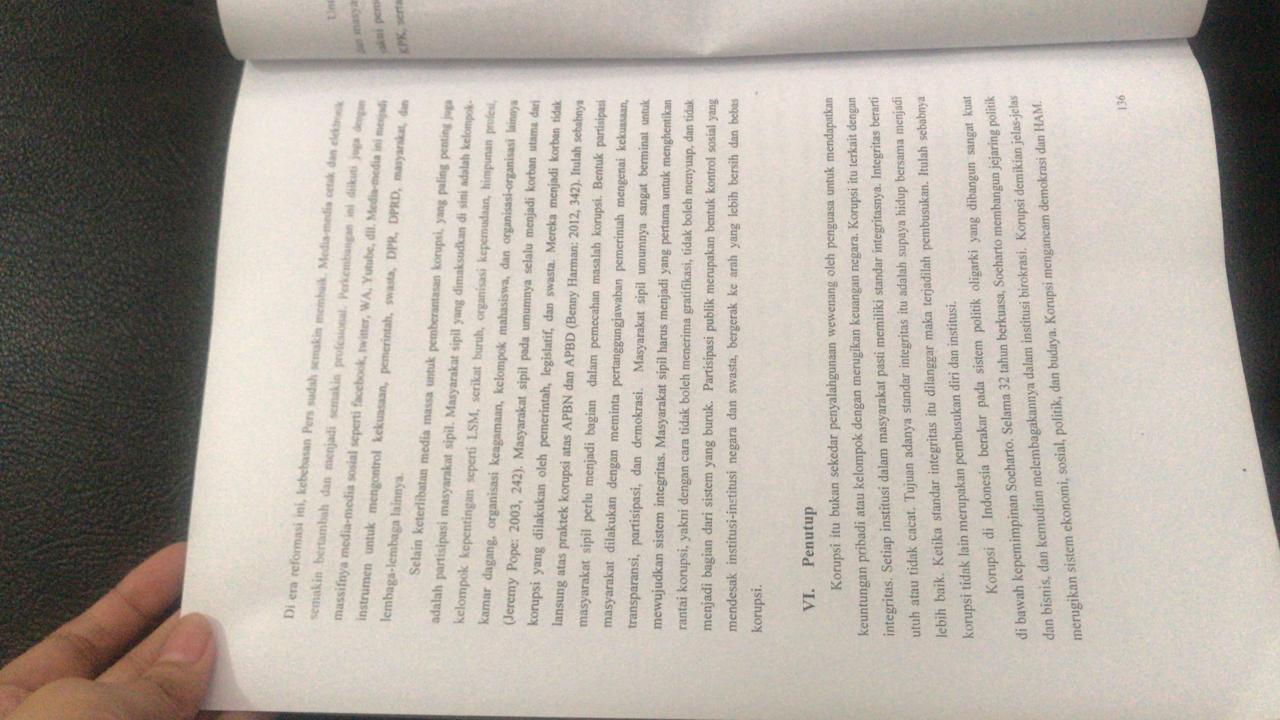 Di era reformasi ini, kebebasan Pers sudah semakin membaik. Media-media cetak dan elektronik
semakin bertambah dan menjadi semakin profesional. Perkembangan ini diikuti juga dengan
massifnya media-media sosial seperti facebook, twitter, WA, Yutube, dll. Media-media ini menjadi
instrumen untuk mengontrol kekuasaan, pemerintah, swasta, DPR, DPRD, masyarakat, dan
lembaga-lembaga lainnya.
Selain keterlibatan media massa untuk pemberantasan korupsi, yang paling penting juga
adalah partisipasi masyarakat sipil. Masyarakat sipil yang dimaksudkan di sini adalah kelompok-
kelompok kepentingan seperti LSM, serikat buruh, organisasi kepemudaan, himpunan profesi,
kamar dagang, organisasi keagamaan, kelompok mahasiswa, dan organisasi-organisasi lainnya
(Jeremy Pope: 2003, 242). Masyarakat sipil pada umumnya selalu menjadi korban utama dari
korupsi yang dilakukan oleh pemerintah, legislatif, dan swasta. Mereka menjadi korban tidak
lansung atas praktek korupsi atas APBN dan APBD (Benny Harman: 2012, 342). Itulah sebabnya
masyarakat sipil perlu menjadi bagian dalam pemecahan masalah korupsi. Bentuk partisipasi
masyarakat dilakukan dengan meminta pertanggungjawaban pemerintah mengenai kekuasaan,
transparansi, partisipasi, dan demokrasi. Masyarakat sipil umumnya sangat berminat untuk
mewujudkan sistem integritas. Masyarakat sipil harus menjadi yang pertama untuk menghentikan
rantai korupsi, yakni dengan cara tidak boleh menerima gratifikasi, tidak boleh menyuap, dan tidak
menjadi bagian dari sistem yang buruk. Partisipasi publik merupakan bentuk kontrol sosial yang
mendesak institusi-institusi negara dan swasta, bergerak ke arah yang lebih bersih dan bebas
korupsi.
VI. Penutup
Korupsi itu bukan sekedar penyalahgunaan wewenang oleh penguasa untuk mendapatkan
keuntungan pribadi atau kelompok dengan merugikan keuangan negara. Korupsi itu terkait dengan
integritas. Setiap institusi dalam masyarakat pasti memiliki standar integritasnya. Integritas berarti
utuh atau tidak cacat. Tujuan adanya standar integritas itu adalah supaya hidup bersama menjadi
lebih baik. Ketika standar integritas itu dilanggar maka terjadilah pembusukan. Itulah sebabnya
korupsi tidak lain merupakan pembusukan diri dan institusi.
Korupsi di Indonesia berakar pada sistem politik oligarki yang dibangun sangat kuat
di bawah kepemimpinan Soeharto. Selama 32 tahun berkuasa, Soeharto membangun jejaring politik
dan bisnis, dan kemudian melembagakannya dalam institusi birokrasi. Korupsi demikian jelas-jelas
merugikan sistem ekonomi, sosial, politik, dan budaya. Korupsi mengancam demokrasi dan HAM.
136
dan
yakni
KPK,